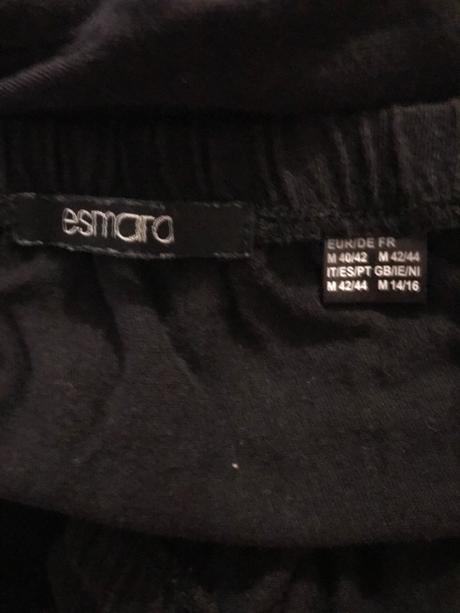 esmara
EUR/DE FR
M 40/42 M 42/44
IT/ES/PT GB/IE/NI
M 42/44 M 14/16